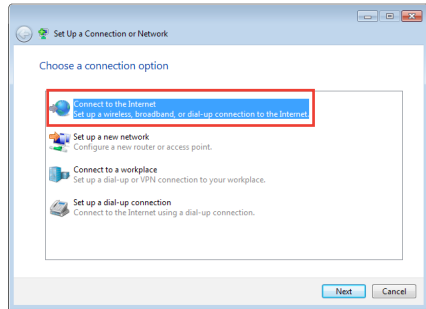 Set Up a Connection or Network
Choose a connection option
Connect to the Internet
Set up a wireless, broadband, or dial-up connection to the Internet.
Set up a new network
Configure a new router or access point.
Connect to a workplace
Set up a dial-up or VPN connection to your workplace.
Set up a dial-up connection
Connect to the Internet using a dial-up connection.
Next Cancel